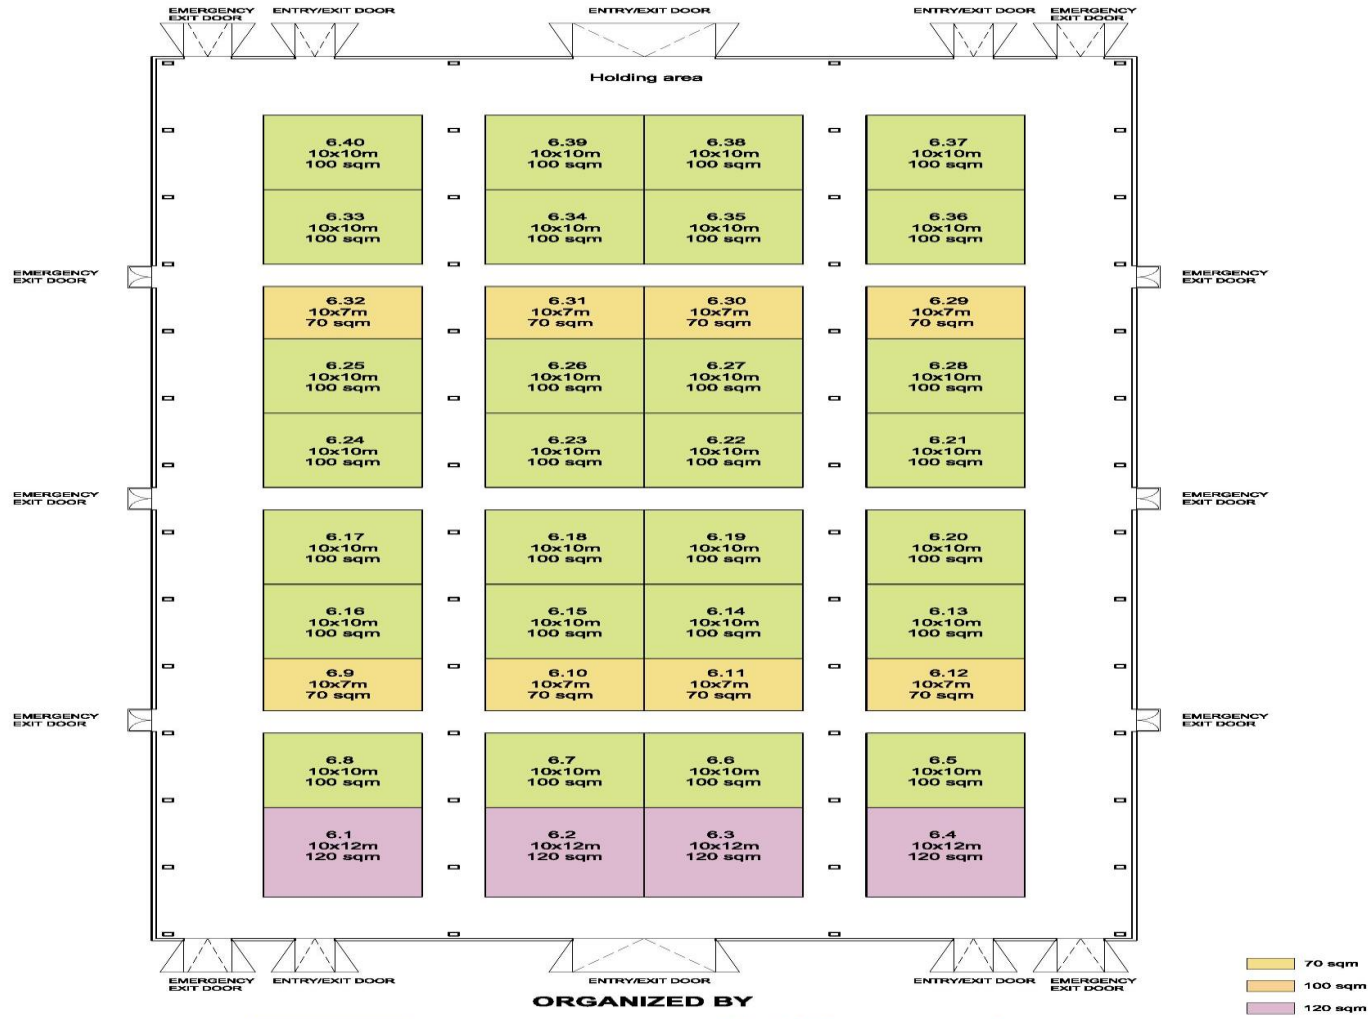 EMERGENCY
EXIT DOOR
ENTRY/EXIT DOOR
ENTRY/EXIT DOOR
ENTRY/EXIT DOOR
EMERGENCY
EXIT DOOR
Holding area
6.40
10x10m
100 sqm
6.39
10x10m
100 sqm
6.38
10x10m
100 sqm
6.37
10x10m
100 sqm
6.33
10x10m
100 sqm
6.34
10x10m
100 sqm
6.35
10x10m
100 sqm
6.36
10x10m
100 sqm
EMERGENCY
EXIT DOOR
EMERGENCY
EXIT DOOR
6.32
10x7m
70 sqm
6.31
10x7m
70 sqm
6.30
10x7m
70 sqm
6.29
10x7m
70 sqm
6.25
10x10m
100 sqm
6.26
10x10m
100 sqm
6.27
10x10m
100 sqm
6.28
10x10m
100 sqm
6.24
10x10m
100 sqm
6.23
10x10m
100 sqm
6.22
10x10m
100 sqm
6.21
10x10m
100 sqm
EMERGENCY
EXIT DOOR
EMERGENCY
EXIT DOOR
6.17
10x10m
100 sqm
6.18
10x10m
100 sqm
6.19
10x10m
100 sqm
6.20
10x10m
100 sqm
6.16
10x10m
100 sqm
6.15
10x10m
100 sqm
6.14
10x10m
100 sqm
6.13
10x10m
100 sqm
6.9
10x7m
70 sqm
6.10
10x7m
70 sqm
6.11
10x7m
70 sqm
6.12
10x7m
70 sqm
EMERGENCY
EXIT DOOR
EMERGENCY
EXIT DOOR
6.8
10x10m
100 sqm
6.7
10x10m
100 sqm
6.6
10x10m
100 sqm
6.5
10x10m
100 sqm
6.1
10x12m
120 sqm
6.2
10x12m
120 sqm
6.3
10x12m
120 sqm
6.4
10x12m
120 sqm
EMERGENCY
EXIT DOOR
ENTRY/EXIT DOOR
ENTRY/EXIT DOOR
ENTRY/EXIT DOOR
EMERGENCY
EXIT DOOR
ORGANIZED BY
70 sqm
100 sqm
120 sqm